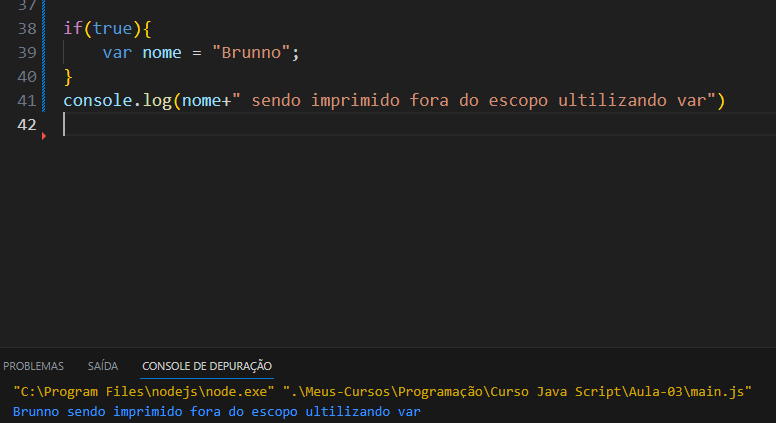 37
38 if(true){
39 var nome = "Brunno";
40 }
41 console.log(nome+" sendo imprimido fora do escopo ultilizando var")
42
PROBLEMAS SAÍDA CONSOLE DE DEPURAÇÃO
"C:\Program Files\nodejs\node.exe" ".\Meus-Cursos\Programação\Curso Java Script\Aula-03\main.js"
Brunno sendo imprimido fora do escopo ultilizando var